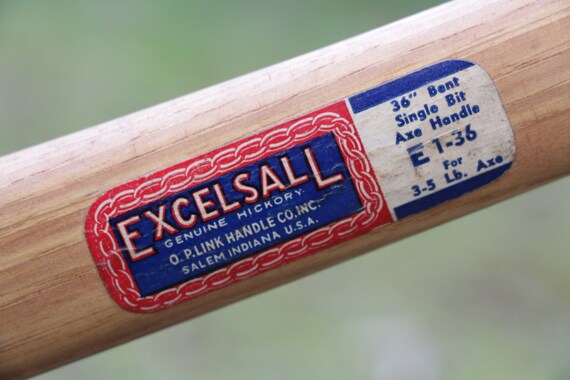 EXCELSALL
GENUINE HICKORY
O.P.LINK HANDLE CO., INC.
SALEM INDIANA U.S.A.
36" Bent
Single Bit
Axe Handle
E 1-36
For
3-5 Lb. Axe